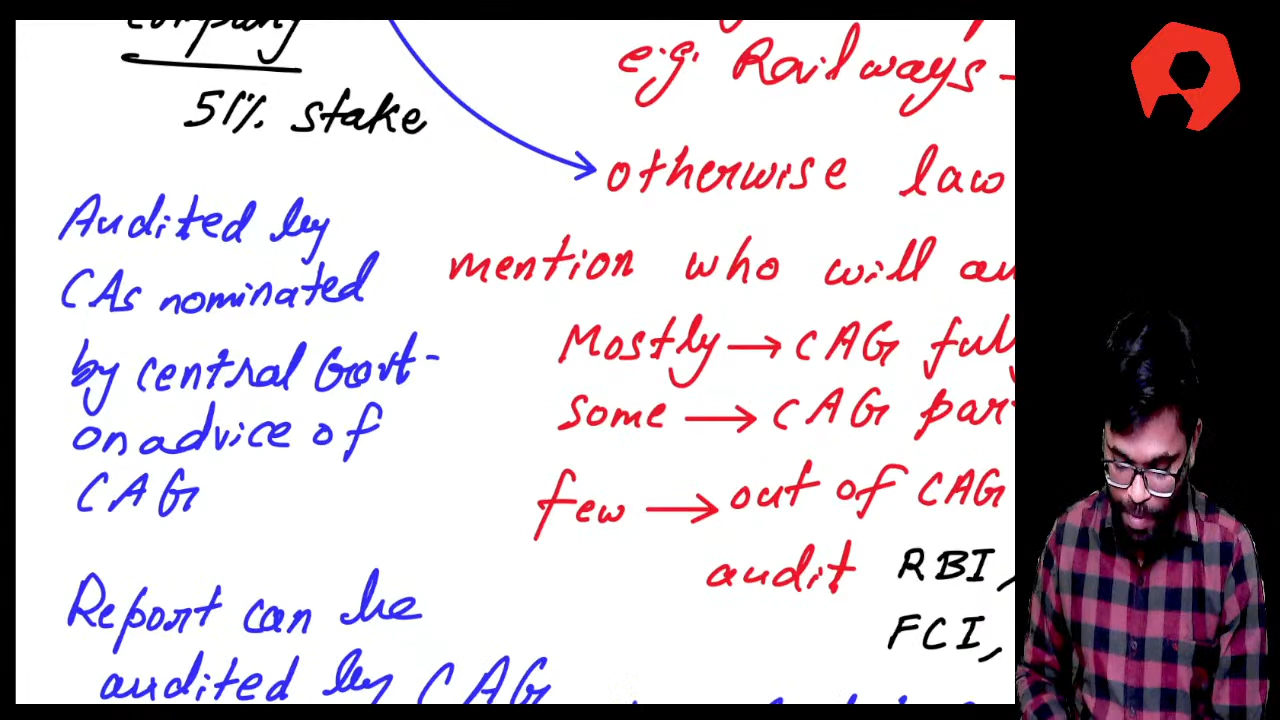 company
51% stake
Audited by
CAs nominated
by central Govt-
on advice of
CAG
Report can be
audited by CAG
e.g. Railways-
otherwise law
mention who will
Mostly → CAG
some → CAG
few → out of CAG
audit RBI,
FCI,